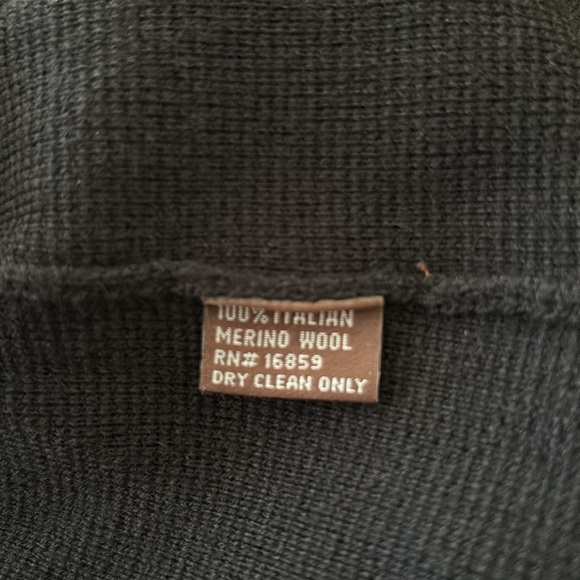 100% ITALIAN
MERINO WOOL
RN# 16859
DRY CLEAN ONLY